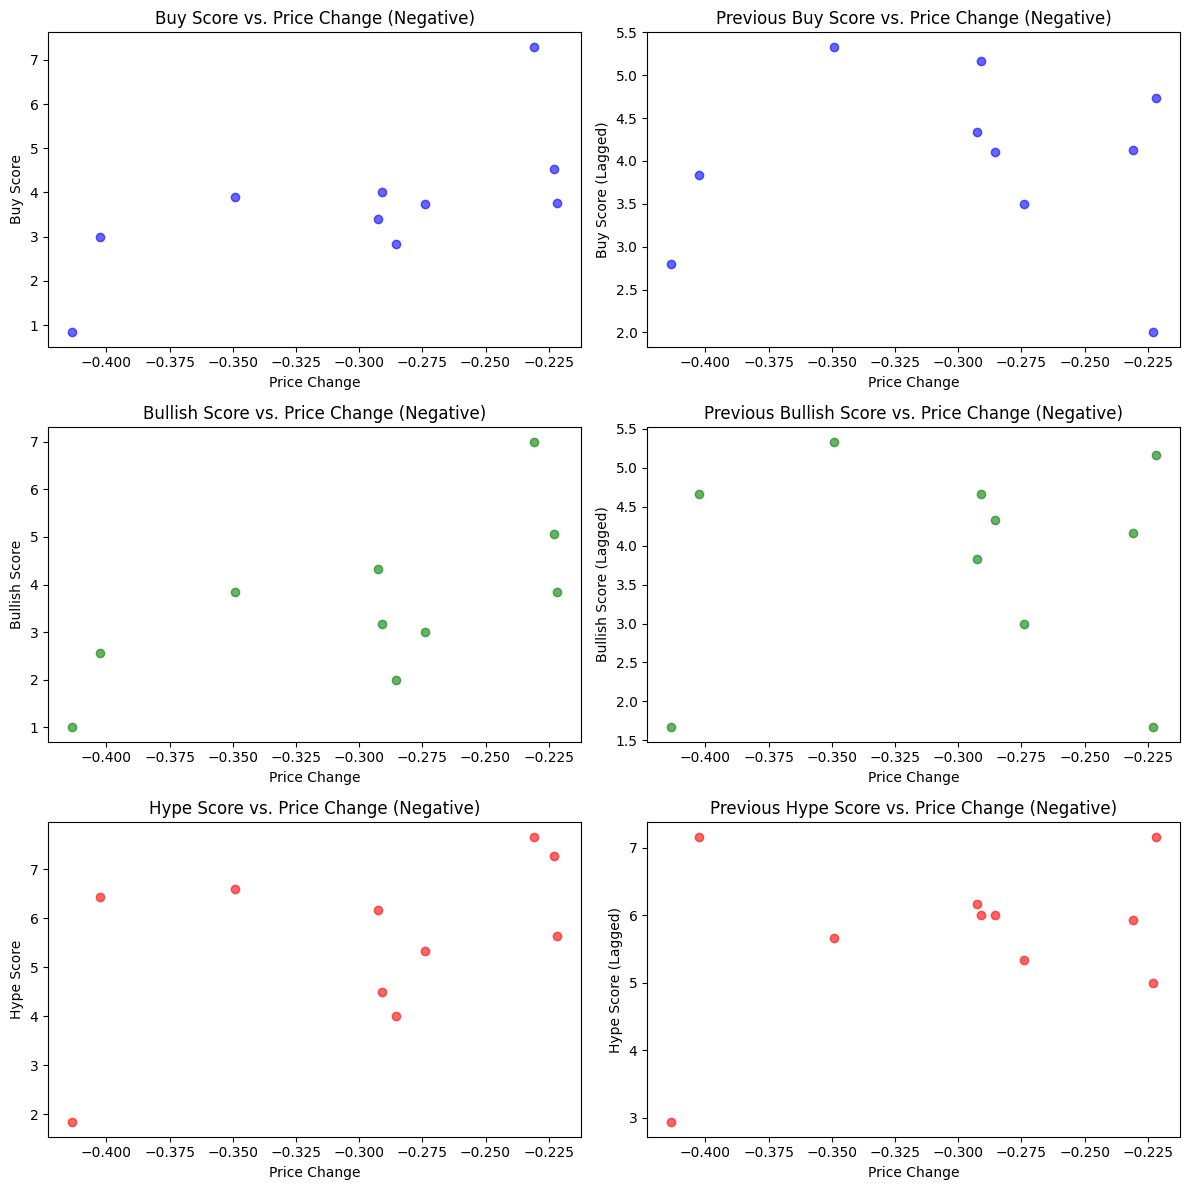 Buy Score vs. Price Change (Negative)
7
6
5
4
3
2
1
Buy Score
−0.400 −0.375 −0.350 −0.325 −0.300 −0.275 −0.250 −0.225
Price Change
Previous Buy Score vs. Price Change (Negative)
5.5
5.0
4.5
4.0
3.5
3.0
2.5
2.0
Buy Score (Lagged)
−0.400 −0.375 −0.350 −0.325 −0.300 −0.275 −0.250 −0.225
Price Change
Bullish Score vs. Price Change (Negative)
7
6
5
4
3
2
1
Bullish Score
−0.400 −0.375 −0.350 −0.325 −0.300 −0.275 −0.250 −0.225
Price Change
Previous Bullish Score vs. Price Change (Negative)
5.5
5.0
4.5
4.0
3.5
3.0
2.5
2.0
1.5
Bullish Score (Lagged)
−0.400 −0.375 −0.350 −0.325 −0.300 −0.275 −0.250 −0.225
Price Change
Hype Score vs. Price Change (Negative)
7
6
5
4
3
2
Hype Score
−0.400 −0.375 −0.350 −0.325 −0.300 −0.275 −0.250 −0.225
Price Change
Previous Hype Score vs. Price Change (Negative)
7
6
5
4
3
Hype Score (Lagged)
−0.400 −0.375 −0.350 −0.325 −0.300 −0.275 −0.250 −0.225
Price Change